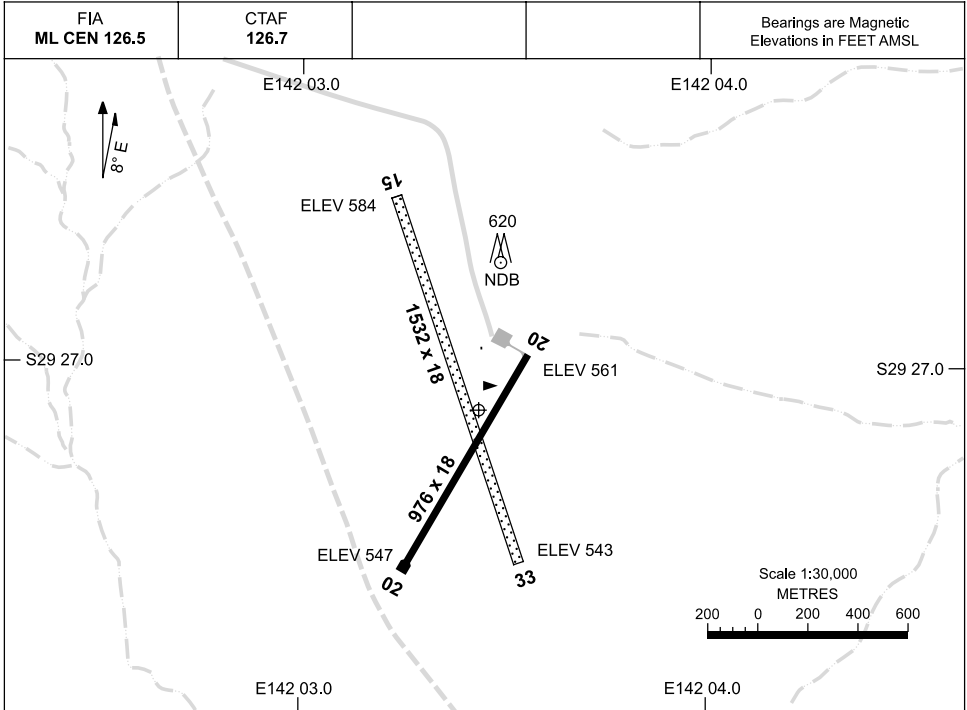 FIA
ML CEN 126.5
CTAF
126.7
Bearings are Magnetic
Elevations in FEET AMSL
E142 03.0
E142 04.0
8° E
15
ELEV 584
620
NDB
1532 x 18
20
S29 27.0
ELEV 561
S29 27.0
976 x 18
ELEV 547
ELEV 543
02
33
Scale 1:30,000
METRES
200 0 200 400 600
E142 03.0
E142 04.0